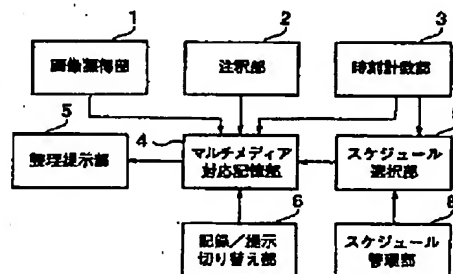 1
2
3
画像獲得部
注釈部
時刻計数部
5
4
整理提示部
マルチメディア
対応記憶部
スケジュール
選択部
6
8
記録/提示
切り替え部
スケジュール
管理部